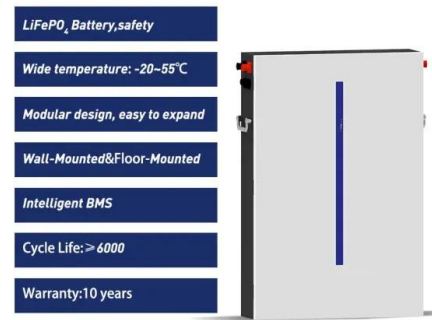 LiFePO₄ Battery,safety
Wide temperature: -20~55℃
Modular design, easy to expand
Wall-Mounted&Floor-Mounted
Intelligent BMS
Cycle Life:≥6000
Warranty:10 years